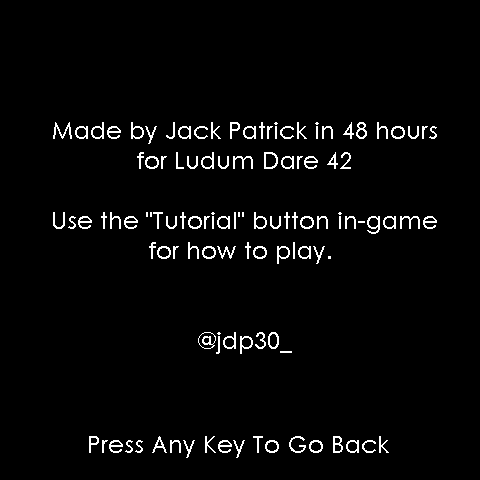 Made by Jack Patrick in 48 hours
for Ludum Dare 42
Use the "Tutorial" button in-game
for how to play.
@jdp30_
Press Any Key To Go Back